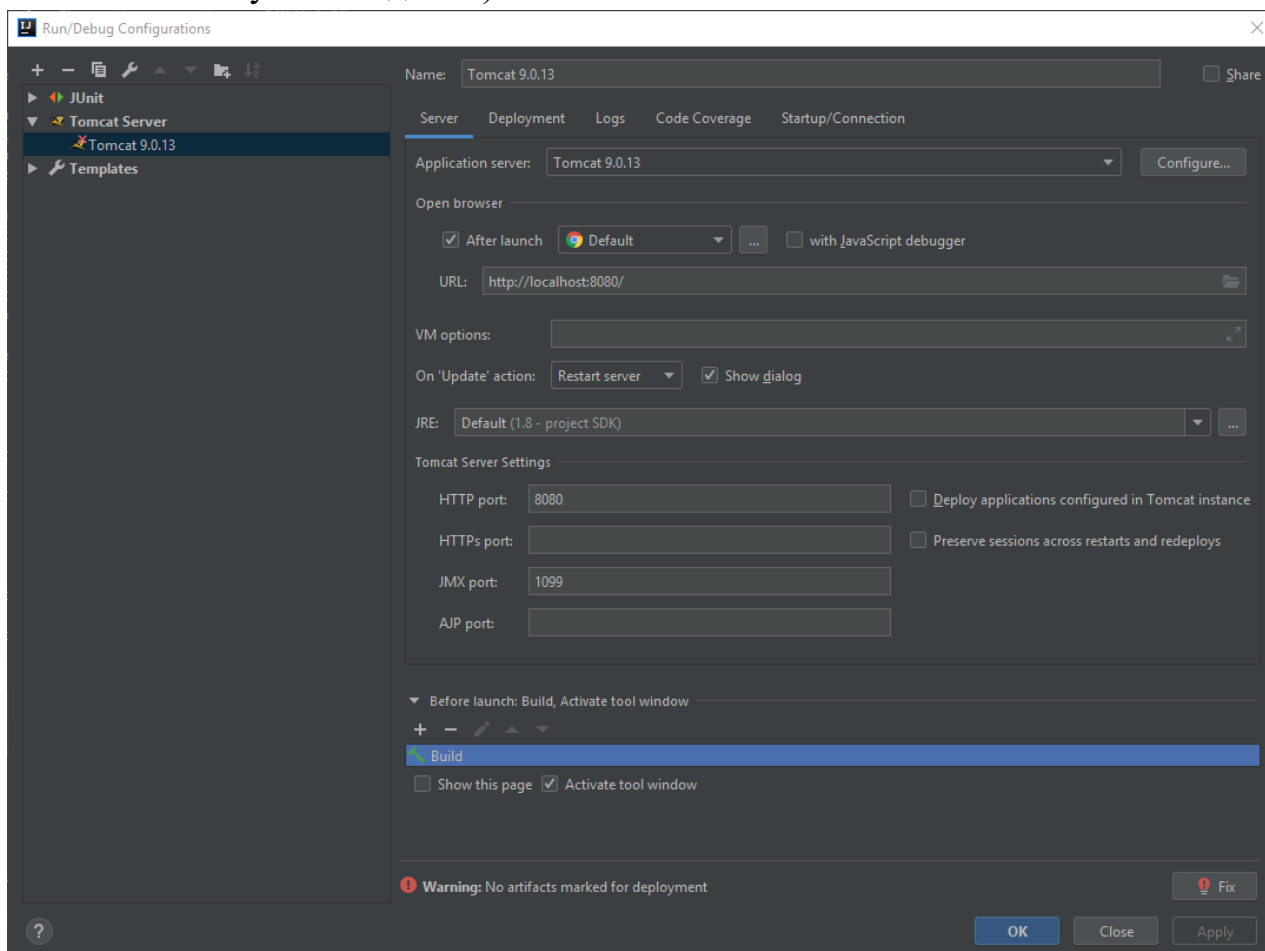 Run/Debug Configurations
JUnit
Tomcat Server
Tomcat 9.0.13
Templates
Name: Tomcat 9.0.13 Share
Server Deployment Logs Code Coverage Startup/Connection
Application server: Tomcat 9.0.13 Configure...
Open browser
After launch Default ... with JavaScript debugger
URL: http://localhost:8080/
VM options:
On 'Update' action: Restart server Show dialog
JRE: Default (1.8 - project SDK) ...
Tomcat Server Settings
HTTP port: 8080 Deploy applications configured in Tomcat instance
HTTPs port: Preserve sessions across restarts and redeploys
JMX port: 1099
AJP port:
Before launch: Build, Activate tool window
Build
Show this page Activate tool window
Warning: No artifacts marked for deployment Fix
? OK Close Apply